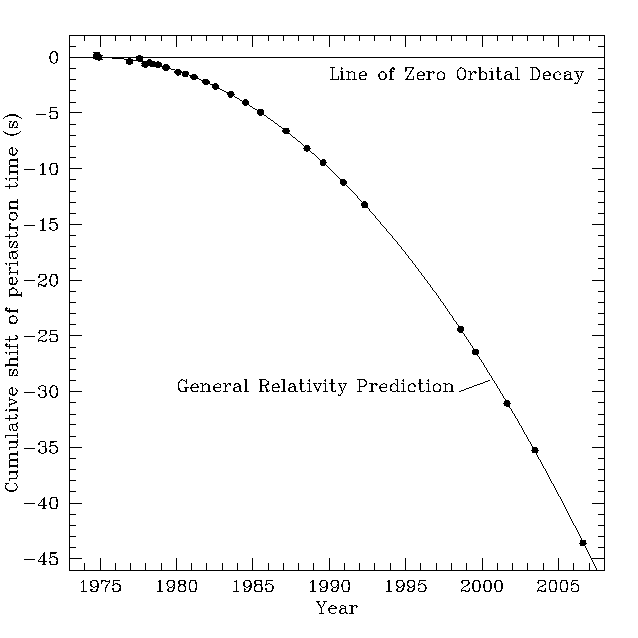 0
Line of Zero Orbital Decay
−5
−10
−15
−20
−25
General Relativity Prediction
−30
−35
−40
−45
Cumulative shift of periastron time (s)
1975 1980 1985 1990 1995 2000 2005
Year